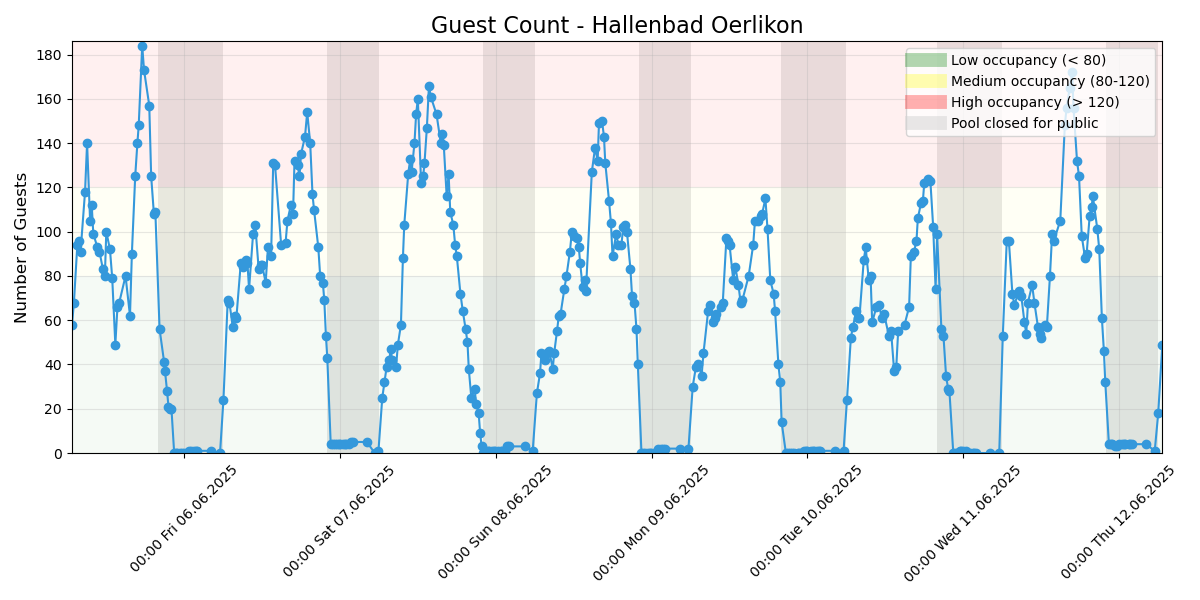 Guest Count - Hallenbad Oerlikon
Low occupancy (< 80)
Medium occupancy (80-120)
High occupancy (> 120)
Pool closed for public
Number of Guests
180
160
140
120
100
80
60
40
20
0
00:00 Fri 06.06.2025
00:00 Sat 07.06.2025
00:00 Sun 08.06.2025
00:00 Mon 09.06.2025
00:00 Tue 10.06.2025
00:00 Wed 11.06.2025
00:00 Thu 12.06.2025